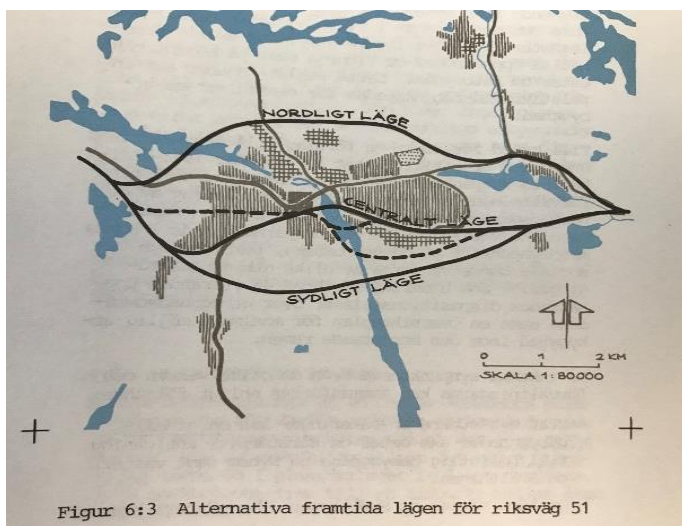 NORDLIGT LÄGE
CENTRALT LÄGE
SYDLIGT LÄGE
0 1 2 KM
SKALA 1:80000
Figur 6:3 Alternativa framtida lägen för riksväg 51